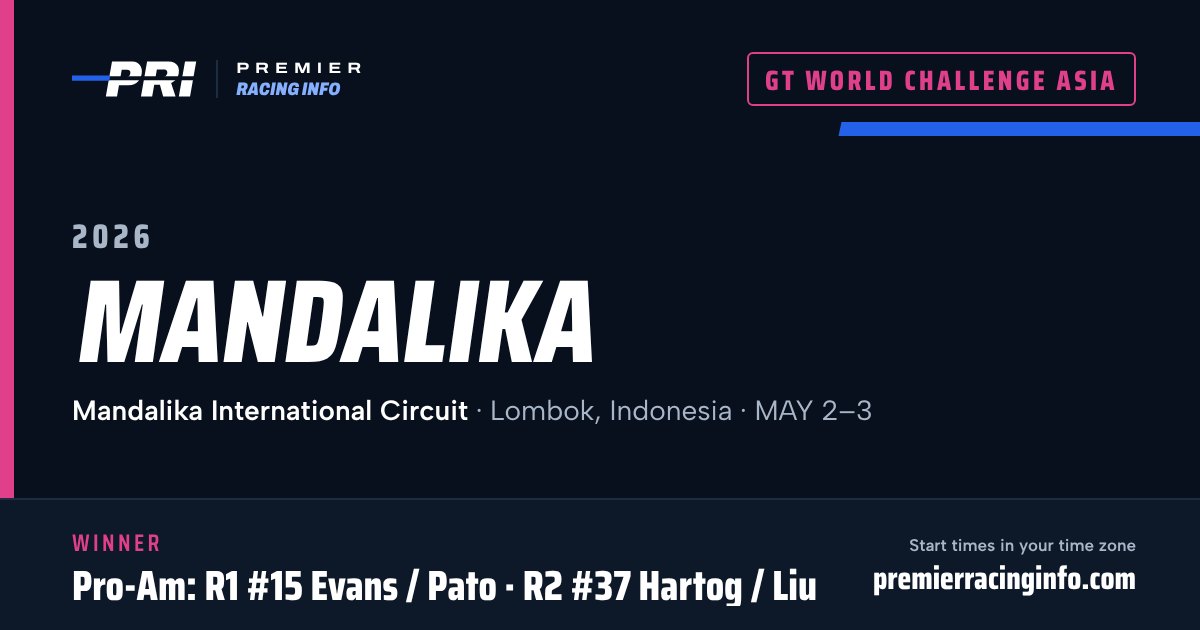 PRI
PREMIER
RACING INFO
GT WORLD CHALLENGE ASIA
2026
MANDALIKA
Mandalika International Circuit · Lombok, Indonesia · MAY 2–3
WINNER
Pro-Am: R1 #15 Evans / Pato · R2 #37 Hartog / Liu
Start times in your time zone
premierracinginfo.com